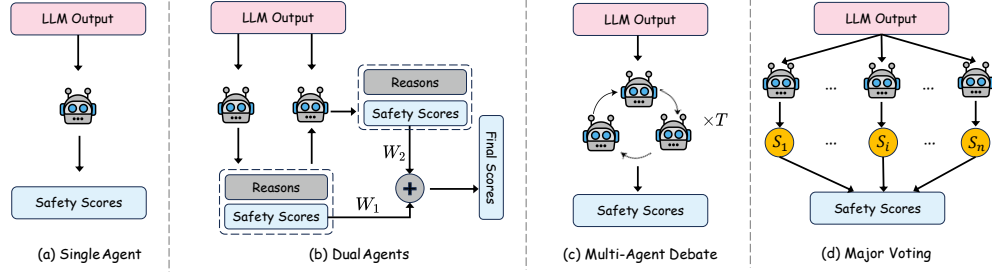 LLM Output
Safety Scores
(a) Single Agent
LLM Output
Reasons
Safety Scores
W₂
Final Scores
+
Reasons
Safety Scores
W₁
(b) Dual Agents
LLM Output
×T
Safety Scores
(c) Multi-Agent Debate
LLM Output
... ...
S₁ ... Sᵢ ... Sₙ
Safety Scores
(d) Major Voting